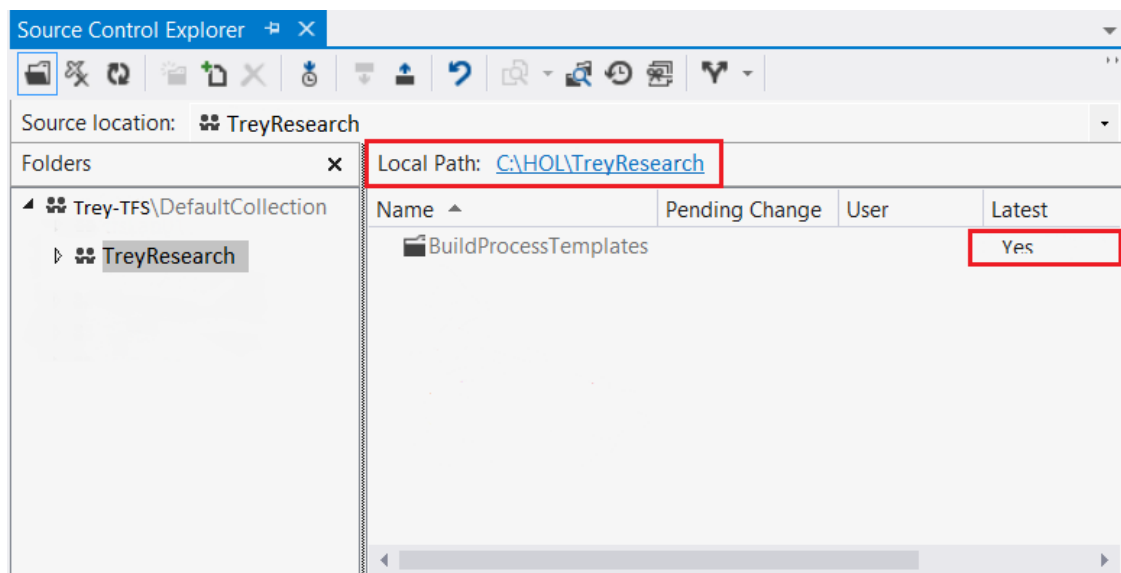 Source Control Explorer
Source location: TreyResearch
Folders
Local Path: C:\HOL\TreyResearch
Trey-TFS\DefaultCollection
Name Pending Change User Latest
TreyResearch
BuildProcessTemplates Yes